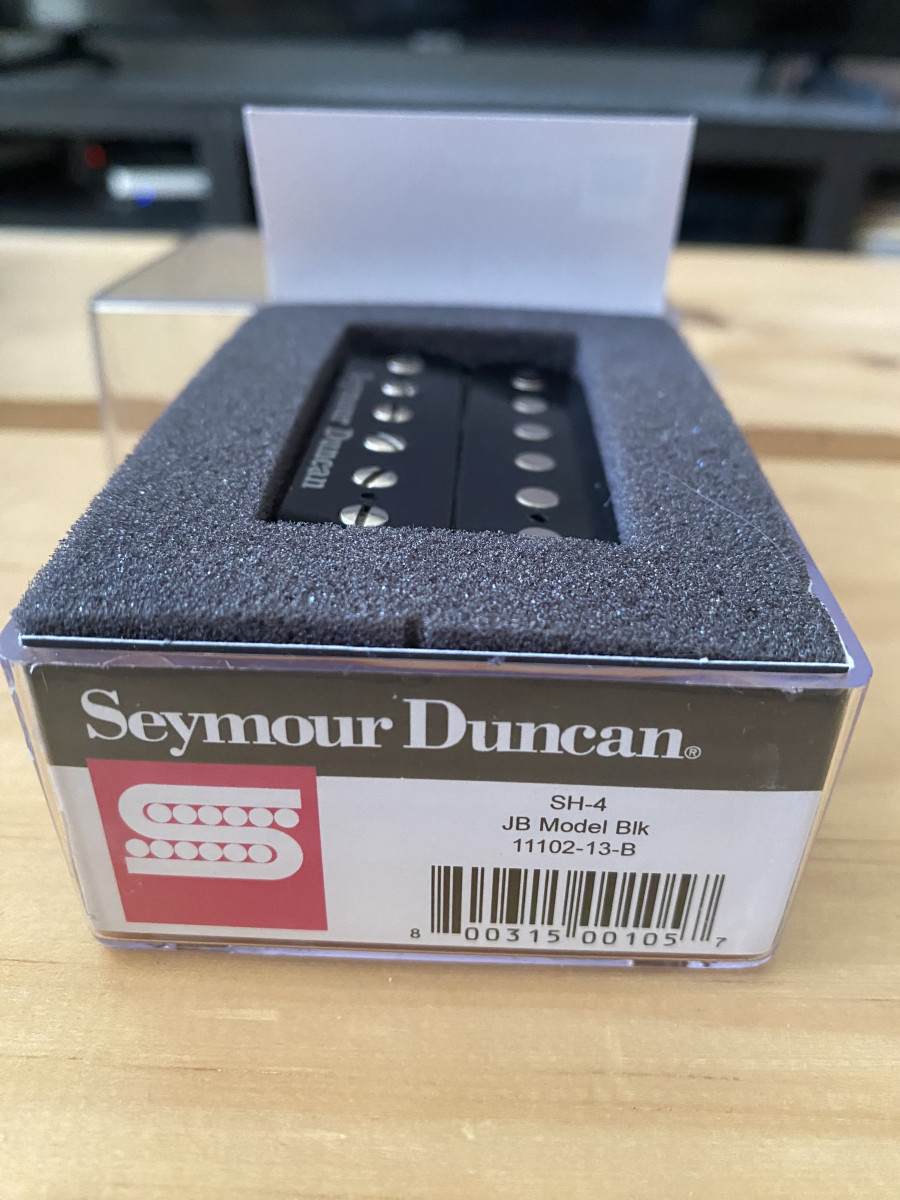 Seymour Duncan
Seymour Duncan®
SH-4
JB Model Blk
11102-13-B
8 00315 00105 7